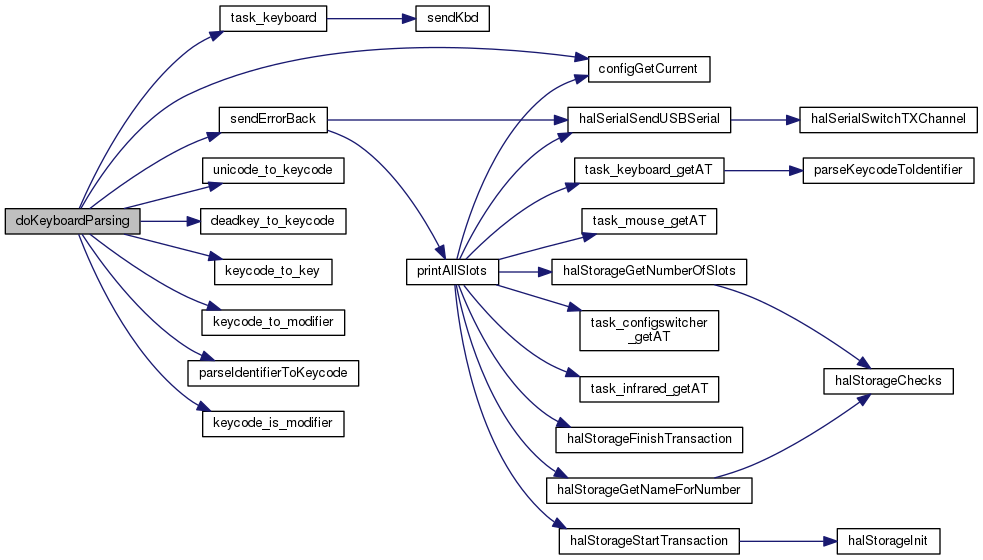 task_keyboard
sendKbd
configGetCurrent
sendErrorBack
halSerialSendUSBSerial
halSerialSwitchTXChannel
unicode_to_keycode
task_keyboard_getAT
parseKeycodeToIdentifier
doKeyboardParsing
deadkey_to_keycode
task_mouse_getAT
keycode_to_key
printAllSlots
halStorageGetNumberOfSlots
keycode_to_modifier
task_configswitcher
_getAT
parseIdentifierToKeycode
halStorageChecks
task_infrared_getAT
keycode_is_modifier
halStorageFinishTransaction
halStorageGetNameForNumber
halStorageStartTransaction
halStorageInit